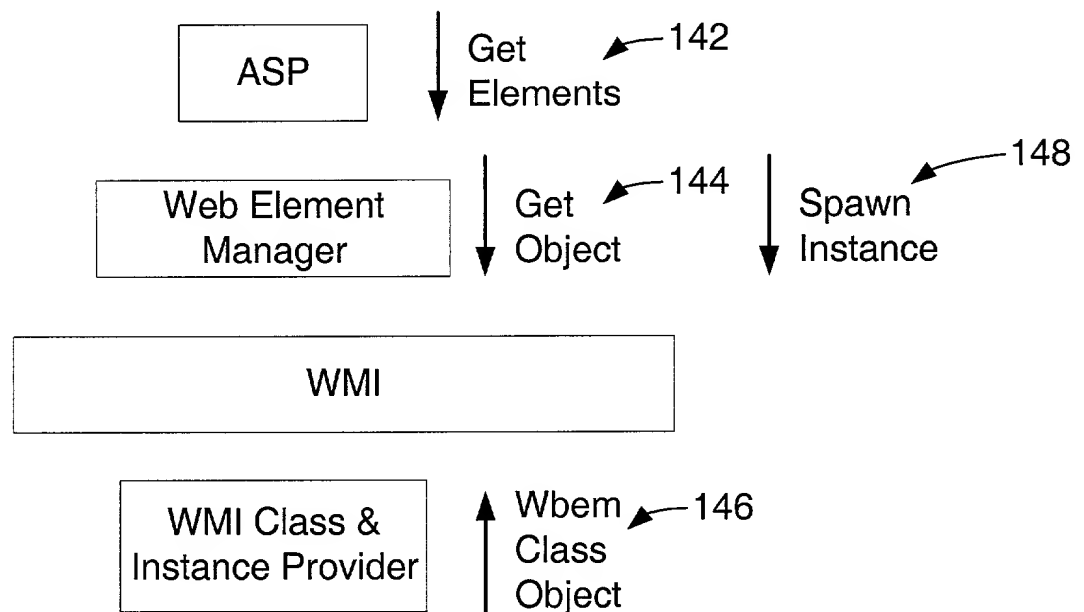 ASP
Get
Elements
142
Web Element
Manager
Get
Object
144
Spawn
Instance
148
WMI
WMI Class &
Instance Provider
Wbem
Class
Object
146